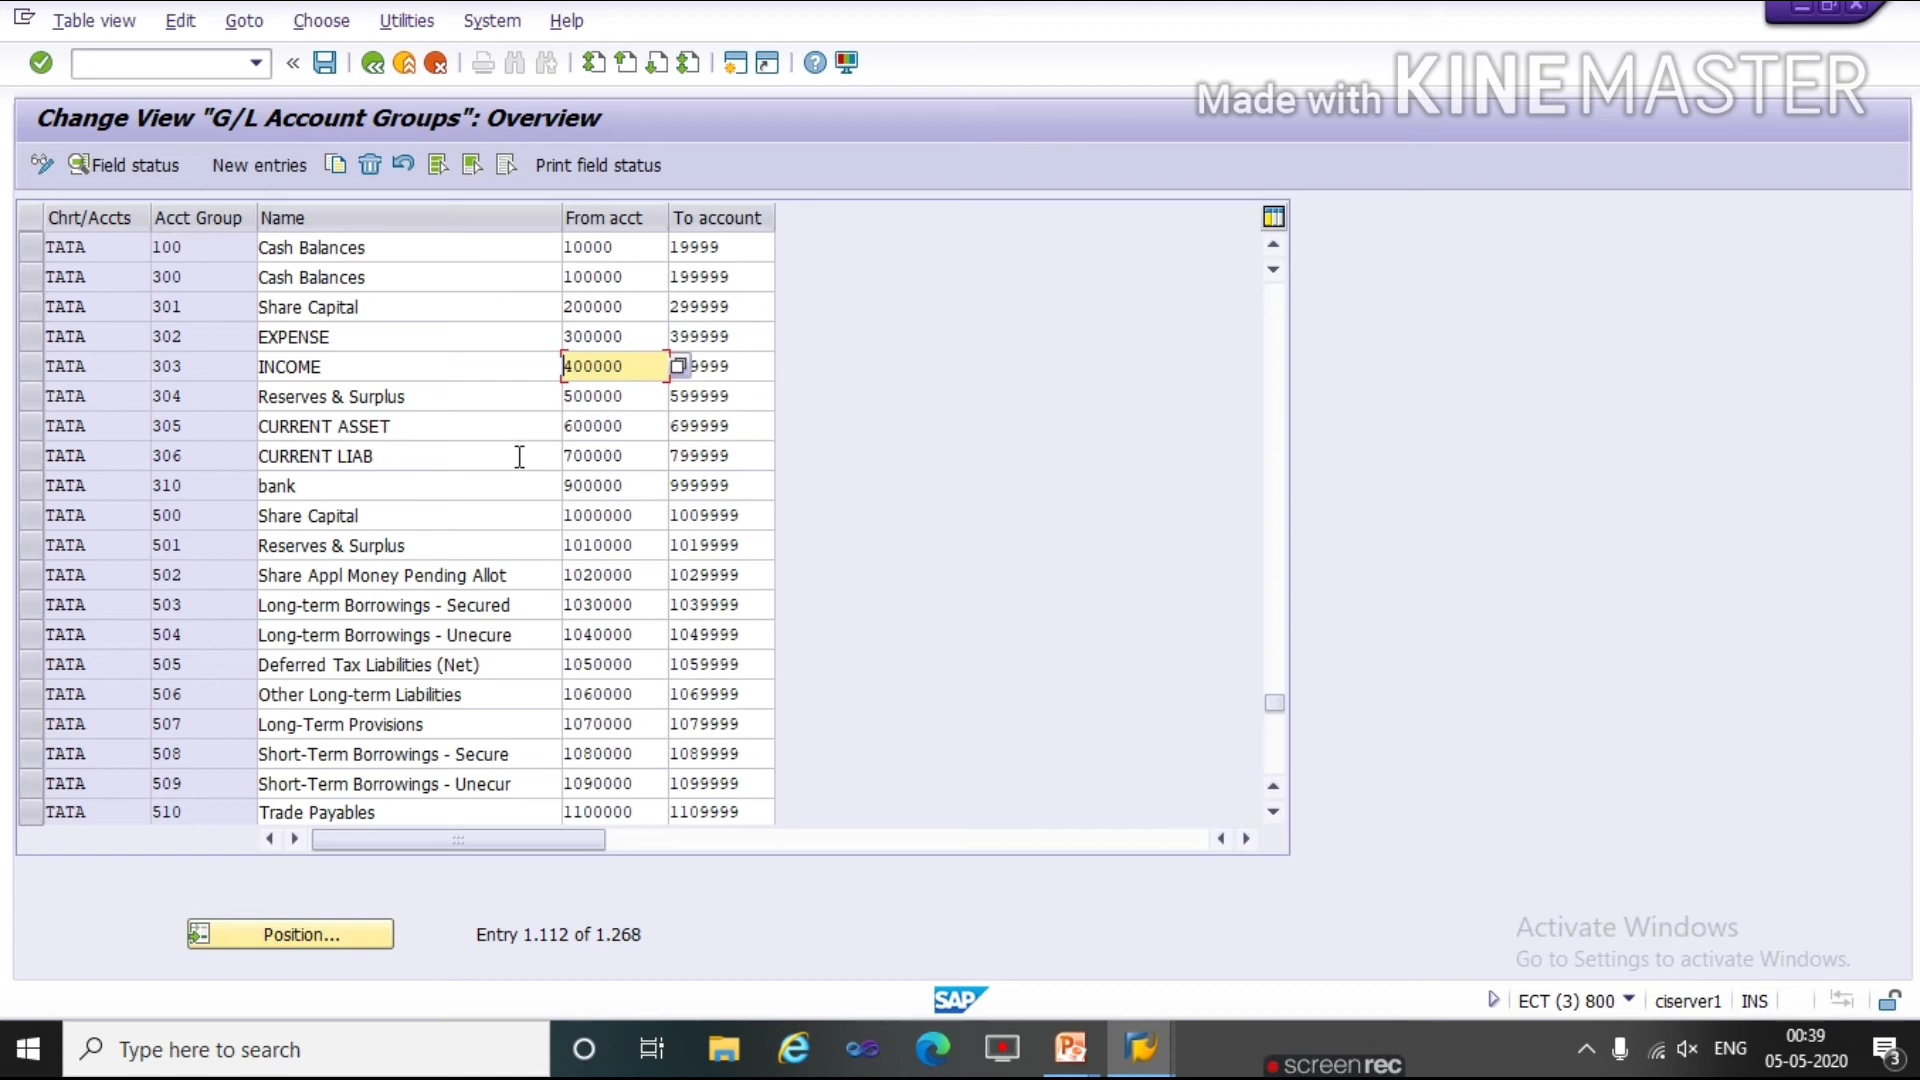 Table view Edit Goto Choose Utilities System Help
Made with KINEMASTER
Change View "G/L Account Groups": Overview
Field status New entries Print field status
Chrt/Accts Acct Group Name From acct To account
TATA 100 Cash Balances 10000 19999
TATA 300 Cash Balances 100000 199999
TATA 301 Share Capital 200000 299999
TATA 302 EXPENSE 300000 399999
TATA 303 INCOME 400000 9999
TATA 304 Reserves & Surplus 500000 599999
TATA 305 CURRENT ASSET 600000 699999
TATA 306 CURRENT LIAB 700000 799999
TATA 310 bank 900000 999999
TATA 500 Share Capital 1000000 1009999
TATA 501 Reserves & Surplus 1010000 1019999
TATA 502 Share Appl Money Pending Allot 1020000 1029999
TATA 503 Long-term Borrowings - Secured 1030000 1039999
TATA 504 Long-term Borrowings - Unecure 1040000 1049999
TATA 505 Deferred Tax Liabilities (Net) 1050000 1059999
TATA 506 Other Long-term Liabilities 1060000 1069999
TATA 507 Long-Term Provisions 1070000 1079999
TATA 508 Short-Term Borrowings - Secure 1080000 1089999
TATA 509 Short-Term Borrowings - Unecur 1090000 1099999
TATA 510 Trade Payables 1100000 1109999
Position... Entry 1.112 of 1.268
Activate Windows
Go to Settings to activate Windows.
SAP ECT (3) 800 ciserver1 INS
Type here to search
ENG 00:39
05-05-2020 3
screenrec